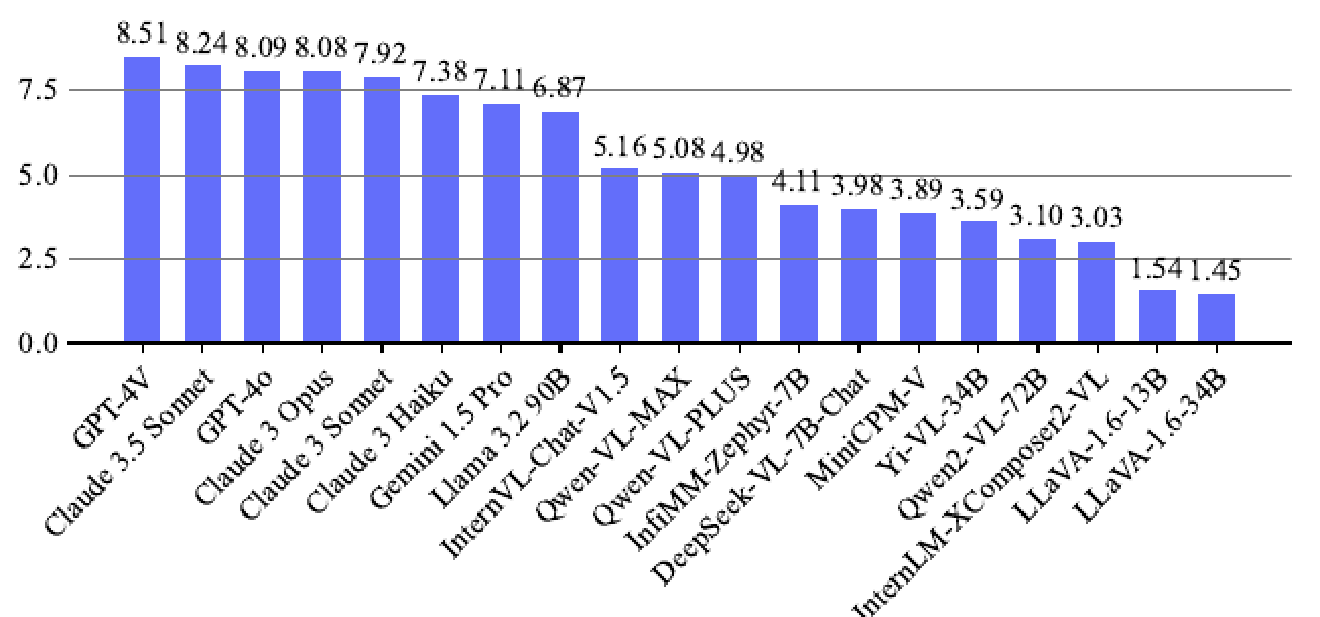 8.51 8.24 8.09 8.08 7.92 7.38 7.11 6.87 5.16 5.08 4.98 4.11 3.98 3.89 3.59 3.10 3.03 1.54 1.45
7.5
5.0
2.5
0.0
GPT-4V
Claude 3.5 Sonnet
GPT-4o
Claude 3 Opus
Claude 3 Sonnet
Claude 3 Haiku
Gemini 1.5 Pro
Llama 3.2 90B
InternVL-Chat-V1.5
Qwen-VL-MAX
Qwen-VL-PLUS
InfiMM-Zephyr-7B
DeepSeek-VL-7B-Chat
MiniCPM-V
Yi-VL-34B
Qwen2-VL-72B
InternLM-XComposer2-VL
LLaVA-1.6-13B
LLaVA-1.6-34B